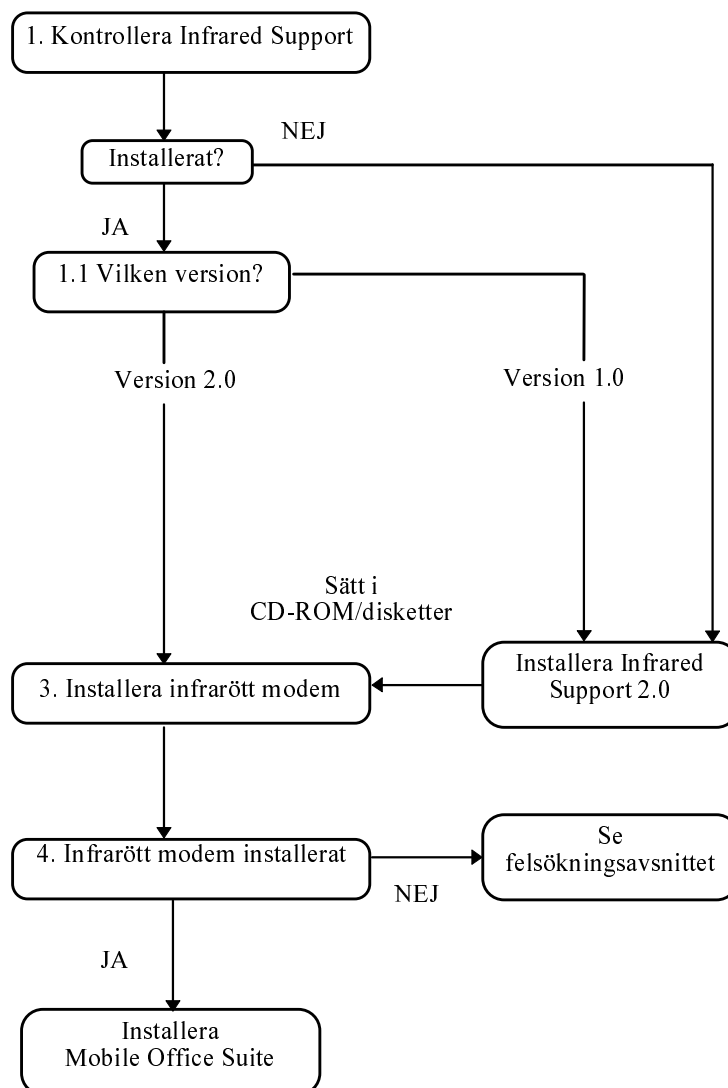 1. Kontrollera Infrared Support
NEJ
Installerat?
JA
1.1 Vilken version?
Version 2.0
Version 1.0
Sätt i
CD-ROM/disketter
Installera Infrared
Support 2.0
3. Installera infrarött modem
4. Infrarött modem installerat
Se
felsökningsavsnittet
NEJ
JA
Installera
Mobile Office Suite